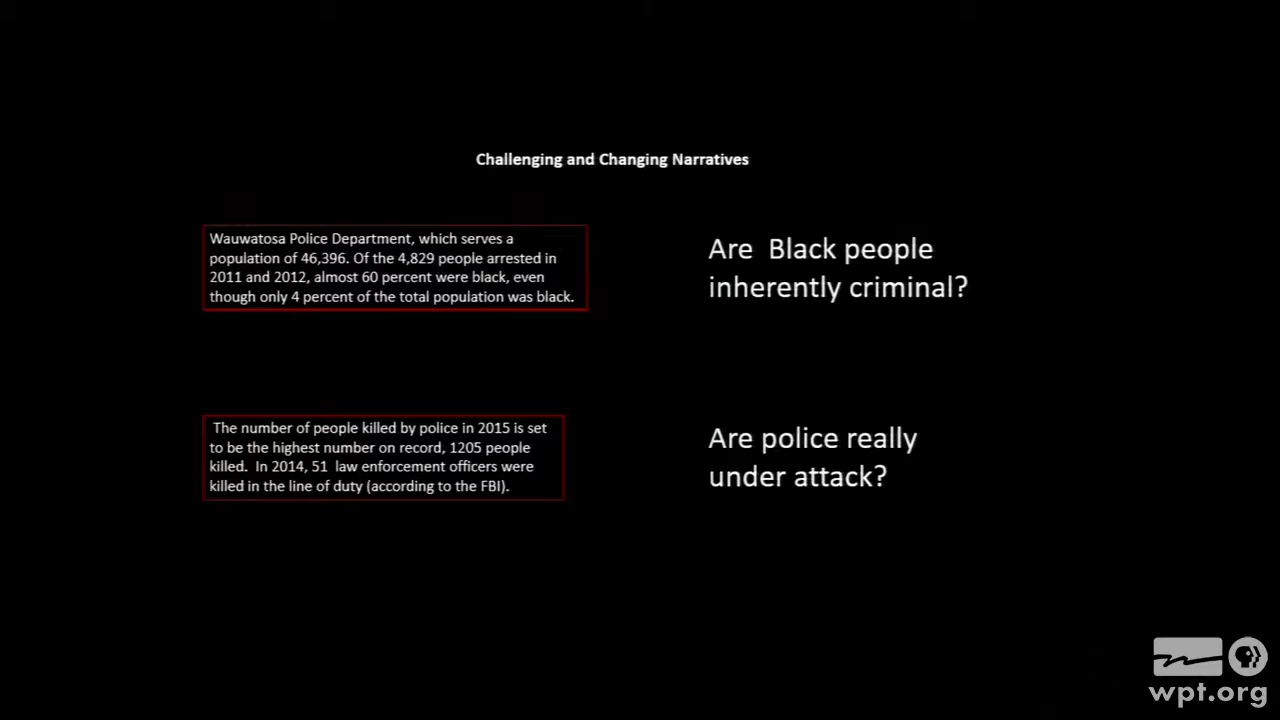 Challenging and Changing Narratives
Wauwatosa Police Department, which serves a
population of 46,396. Of the 4,829 people arrested in
2011 and 2012, almost 60 percent were black, even
though only 4 percent of the total population was black.
Are  Black people
inherently criminal?
The number of people killed by police in 2015 is set
to be the highest number on record, 1205 people
killed.  In 2014, 51  law enforcement officers were
killed in the line of duty (according to the FBI).
Are police really
under attack?
wpt.org